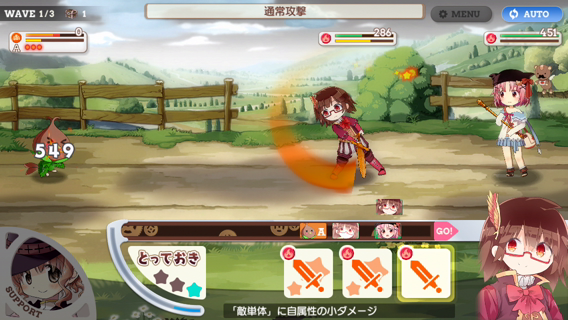 WAVE 1/3
1
通常攻撃
MENU
AUTO
0
A
286
451
549
A
GO!
とっておき
SUPPORT
「敵単体」に自属性の小ダメージ